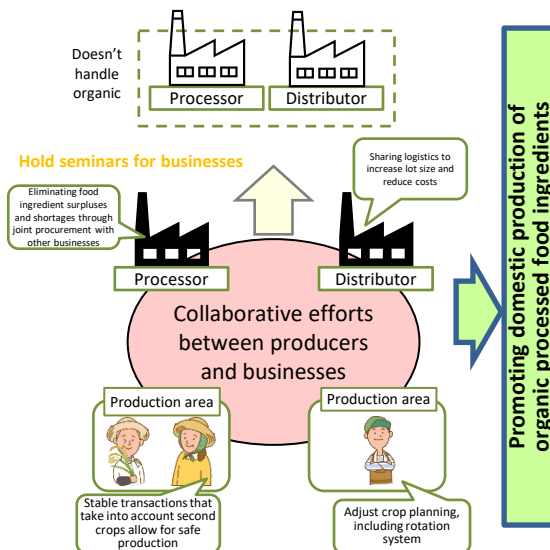 Doesn't
handle
organic
Processor
Distributor
Hold seminars for businesses
Sharing logistics to
increase lot size and
reduce costs
Eliminating food
ingredient surpluses
and shortages through
joint procurement with
other businesses
Processor
Distributor
Collaborative efforts
between producers
and businesses
Production area
Production area
Stable transactions that
take into account second
crops allow for safe
production
Adjust crop planning,
including rotation
system
Promoting domestic production of
organic processed food ingredients